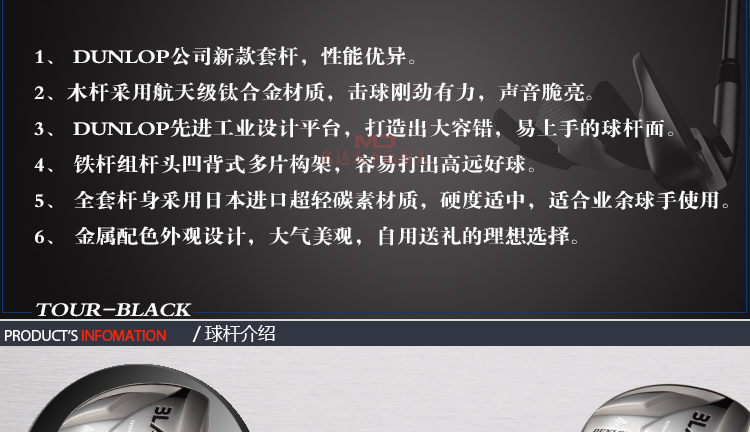 1、 DUNLOP公司新款套杆，性能优异。
2、木杆采用航天级钛合金材质，击球刚劲有力，声音脆亮。
3、 DUNLOP先进工业设计平台，打造出大容错，易上手的球杆面。
4、 铁杆组杆头凹背式多片构架，容易打出高远好球。
5、 全套杆身采用日本进口超轻碳素材质，硬度适中，适合业余球手使用。
6、 金属配色外观设计，大气美观，自用送礼的理想选择。
TOUR-BLACK
PRODUCT'S INFOMATION / 球杆介绍
DUNLOP